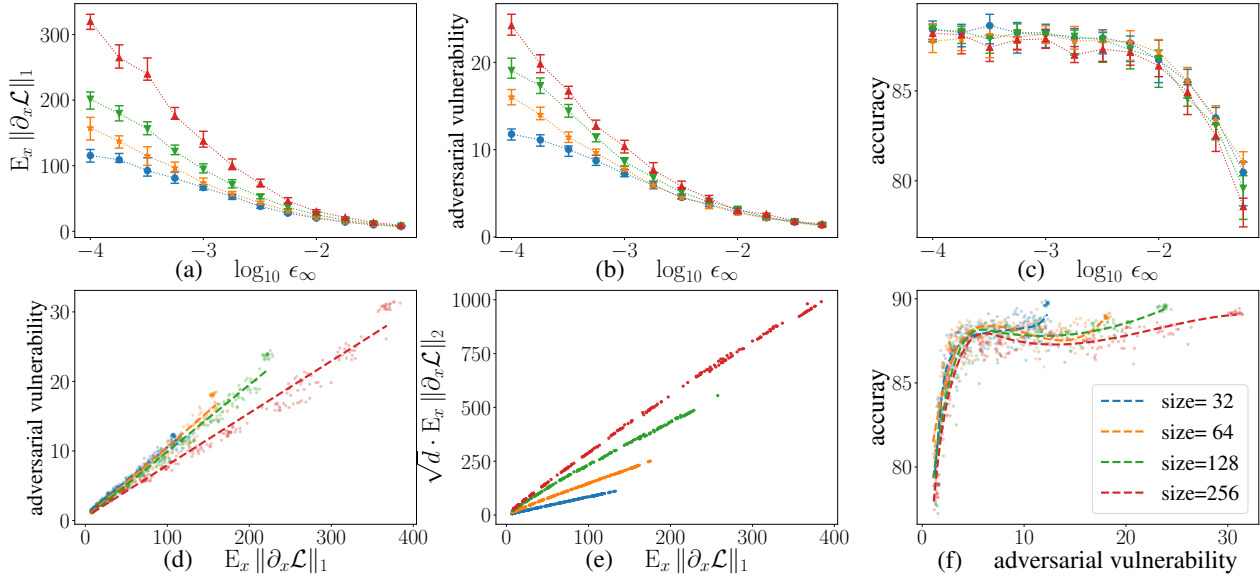 E_x ‖∂_xℒ‖_1
300
200
100
0
−4
−3
−2
(a)
log_10 ϵ_∞
adversarial vulnerability
20
10
0
−4
−3
−2
(b)
log_10 ϵ_∞
accuracy
85
80
−4
−3
−2
(c)
log_10 ϵ_∞
adversarial vulnerability
30
20
10
0
0
100
200
300
400
(d)
E_x ‖∂_xℒ‖_1
√d · E_x ‖∂_xℒ‖_2
1000
750
500
250
0
0
100
200
300
400
(e)
E_x ‖∂_xℒ‖_1
accuray
90
85
80
0
10
20
30
(f)
adversarial vulnerability
size= 32
size= 64
size=128
size=256